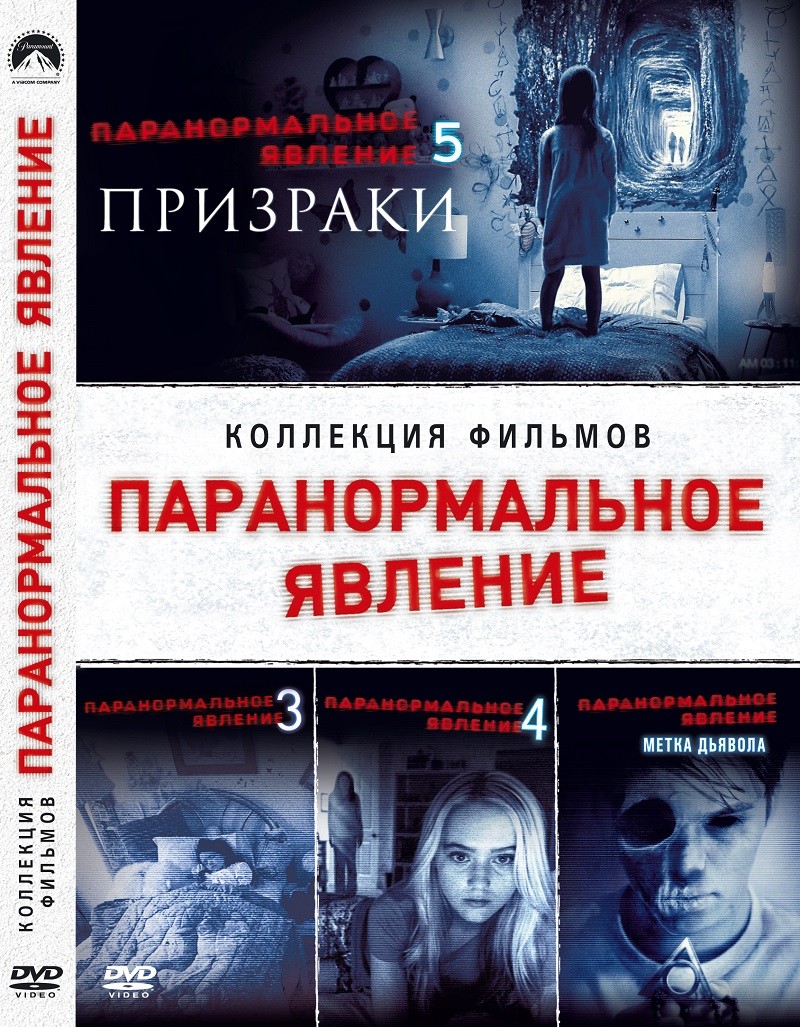 Paramount
A VIACOM COMPANY
КОЛЛЕКЦИЯ
ФИЛЬМОВ
ПАРАНОРМАЛЬНОЕ ЯВЛЕНИЕ
DVD
VIDEO
ПАРАНОРМАЛЬНОЕ
ЯВЛЕНИЕ 5
ПРИЗРАКИ
AM 03:11:
КОЛЛЕКЦИЯ ФИЛЬМОВ
ПАРАНОРМАЛЬНОЕ
ЯВЛЕНИЕ
ПАРАНОРМАЛЬНОЕ
ЯВЛЕНИЕ 3
ПАРАНОРМАЛЬНОЕ
ЯВЛЕНИЕ 4
ПАРАНОРМАЛЬНОЕ
ЯВЛЕНИЕ
МЕТКА ДЬЯВОЛА
DVD
VIDEO